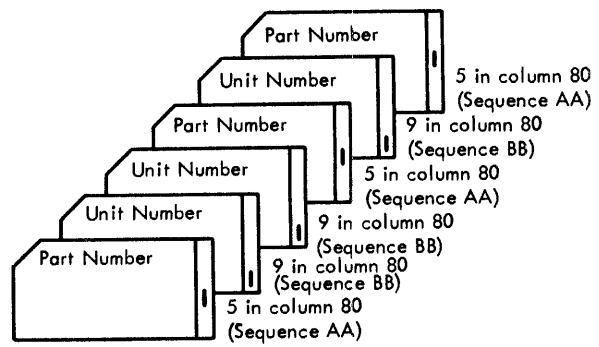 Part Number
5 in column 80
(Sequence AA)
Unit Number
9 in column 80
(Sequence BB)
Part Number
5 in column 80
(Sequence AA)
Unit Number
9 in column 80
(Sequence BB)
Unit Number
9 in column 80
(Sequence BB)
Part Number
5 in column 80
(Sequence AA)